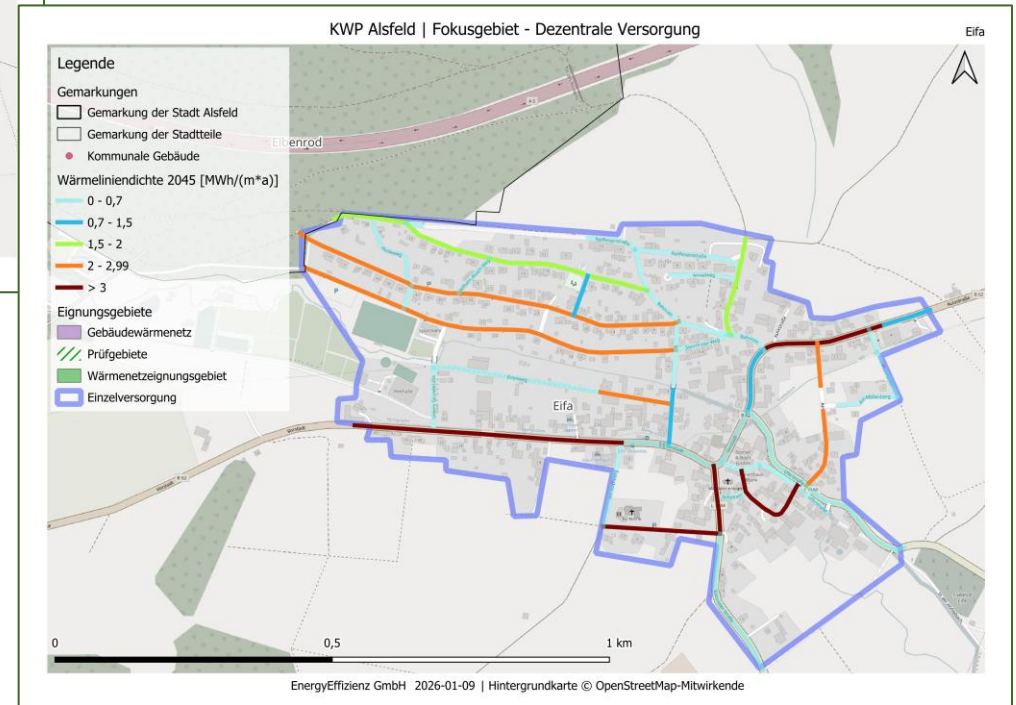 KWP Alsfeld | Fokusgebiet - Dezentrale Versorgung
Eifa
Legende
Gemarkungen
Gemarkung der Stadt Alsfeld
Gemarkung der Stadtteile
Kommunale Gebäude
Wärmeliniendichte 2045 [MWh/(m*a)]
0 - 0,7
0,7 - 1,5
1,5 - 2
2 - 2,99
> 3
Eignungsgebiete
Gebäudewärmenetz
Prüfgebiete
Wärmenetzeignungsgebiet
Einzelversorgung
Elbenrod
Eifa
0
0,5
1 km
EnergyEffizienz GmbH 2026-01-09 | Hintergrundkarte © OpenStreetMap-Mitwirkende